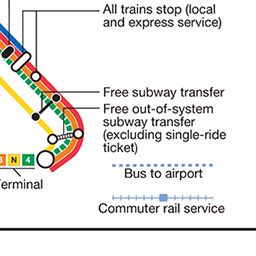 All trains stop (local
and express service)
Free subway transfer
Free out-of-system
subway transfer
(excluding single-ride
ticket)
Bus to airport
N 4
Terminal
Commuter rail service